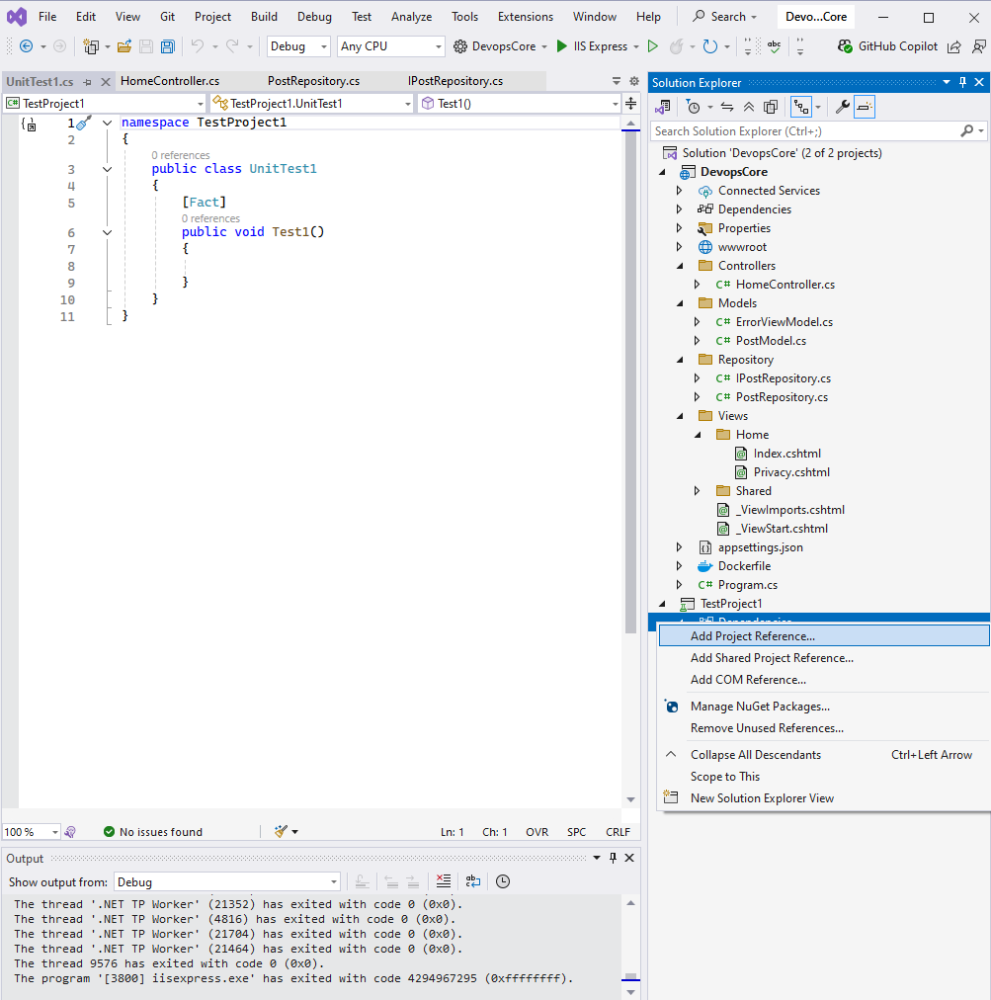 File Edit View Git Project Build Debug Test Analyze Tools Extensions Window Help Search Devo...Core
Debug Any CPU DevopsCore IIS Express GitHub Copilot
UnitTest1.cs HomeController.cs PostRepository.cs IPostRepository.cs
C# TestProject1 TestProject1.UnitTest1 Test1()
1 namespace TestProject1
2 {
0 references
3 public class UnitTest1
4 {
5 [Fact]
0 references
6 public void Test1()
7 {
8
9 }
10 }
11 }
100 % No issues found Ln: 1 Ch: 1 OVR SPC CRLF
Output
Show output from: Debug
The thread '.NET TP Worker' (21352) has exited with code 0 (0x0).
The thread '.NET TP Worker' (4816) has exited with code 0 (0x0).
The thread '.NET TP Worker' (21704) has exited with code 0 (0x0).
The thread '.NET TP Worker' (21464) has exited with code 0 (0x0).
The thread 9576 has exited with code 0 (0x0).
The program '[3800] iisexpress.exe' has exited with code 4294967295 (0xffffffff).
Solution Explorer
Search Solution Explorer (Ctrl+;)
Solution 'DevopsCore' (2 of 2 projects)
DevopsCore
Connected Services
Dependencies
Properties
wwwroot
Controllers
C# HomeController.cs
Models
C# ErrorViewModel.cs
C# PostModel.cs
Repository
C# IPostRepository.cs
C# PostRepository.cs
Views
Home
Index.cshtml
Privacy.cshtml
Shared
_ViewImports.cshtml
_ViewStart.cshtml
appsettings.json
Dockerfile
C# Program.cs
TestProject1
Dependencies
Add Project Reference...
Add Shared Project Reference...
Add COM Reference...
Manage NuGet Packages...
Remove Unused References...
Collapse All Descendants Ctrl+Left Arrow
Scope to This
New Solution Explorer View